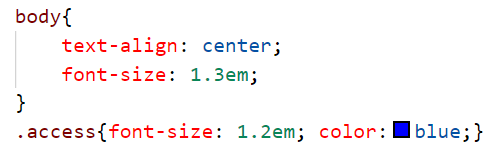 body{
    text-align: center;
    font-size: 1.3em;
}
.access{font-size: 1.2em; color:blue;}